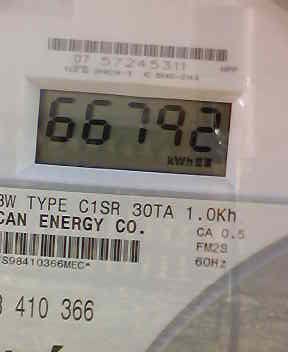 07 57245311
66792
kWh
3W TYPE C1SR 30TA 1.0Kh
CAN ENERGY CO.
CA 0.5
FM2S
60Hz
S98410366MEC*
410 366